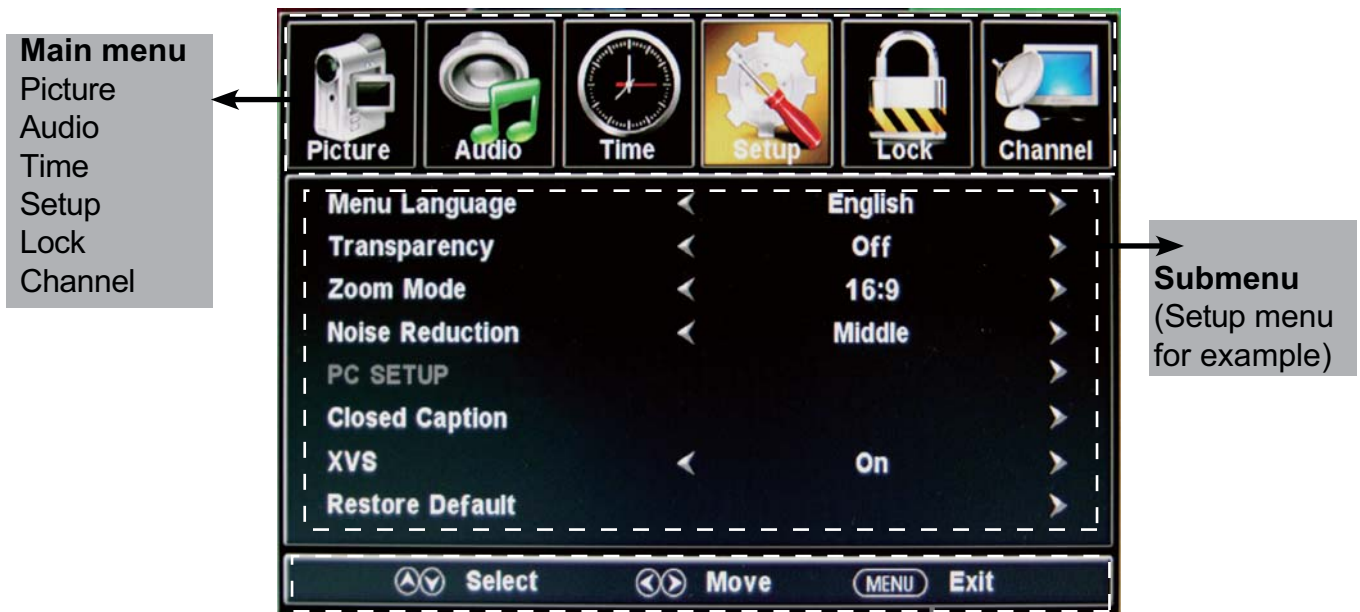 Main menu
Picture
Audio
Time
Setup
Lock
Channel
Picture Audio Time Setup Lock Channel
Menu Language English
Transparency Off
Zoom Mode 16:9
Noise Reduction Middle
PC SETUP
Closed Caption
XVS On
Restore Default
Select Move MENU Exit
Submenu
(Setup menu
for example)